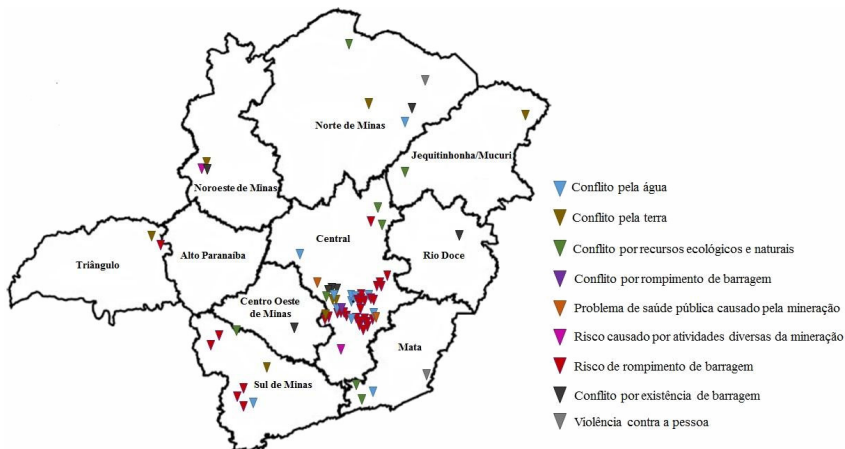 Norte de Minas
Jequitinhonha/Mucuri
Noroeste de Minas
Central
Rio Doce
Alto Paranaíba
Triângulo
Centro Oeste
de Minas
Mata
Sul de Minas
Conflito pela água
Conflito pela terra
Conflito por recursos ecológicos e naturais
Conflito por rompimento de barragem
Problema de saúde pública causado pela mineração
Risco causado por atividades diversas da mineração
Risco de rompimento de barragem
Conflito por existência de barragem
Violência contra a pessoa